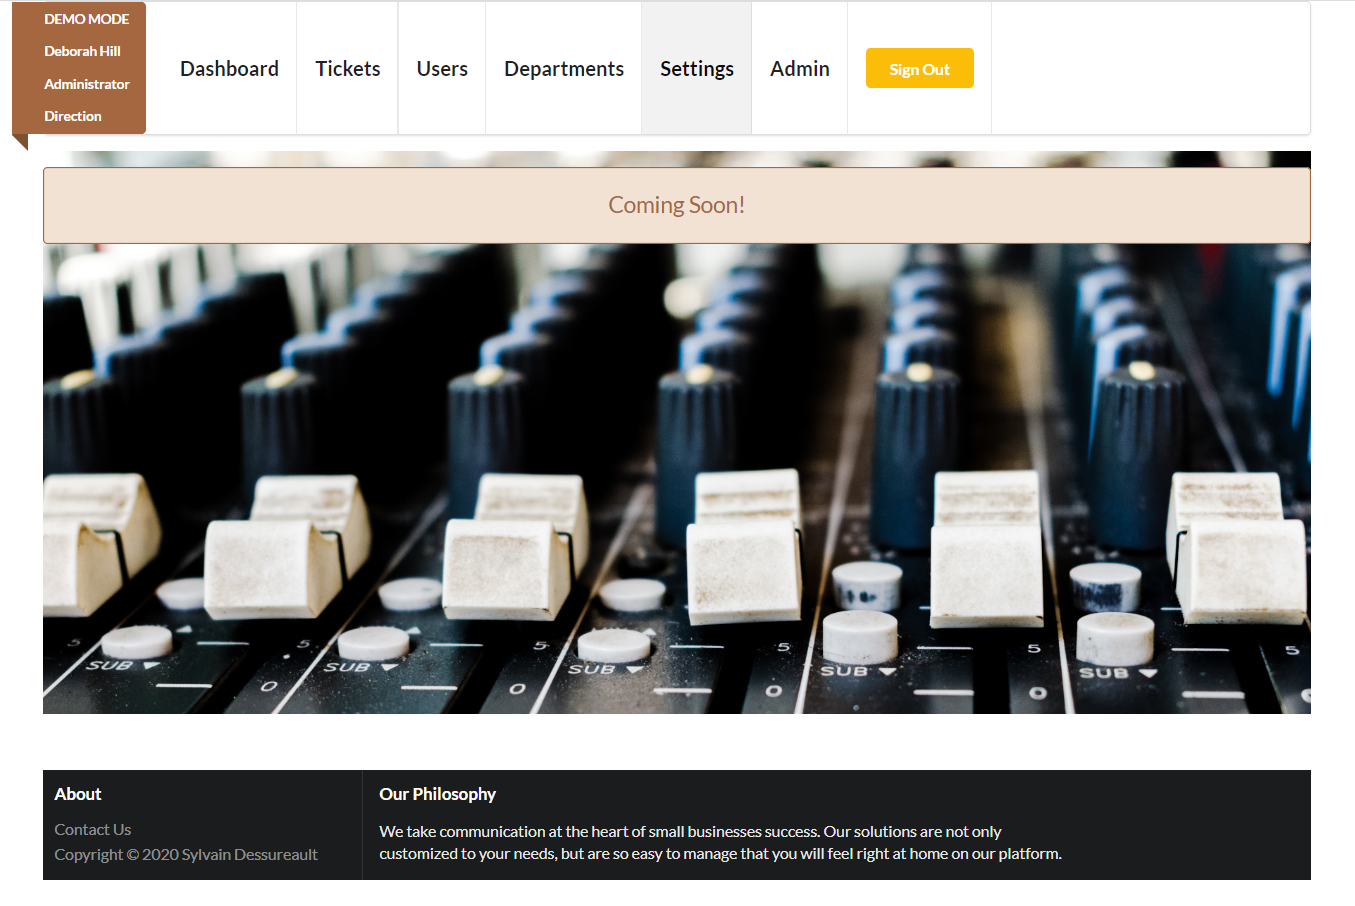 DEMO MODE
Deborah Hill
Administrator
Direction
Dashboard
Tickets
Users
Departments
Settings
Admin
Sign Out
Coming Soon!
5
5
5
5
5
5
SUB
SUB
SUB
SUB
SUB
0
0
0
0
About
Contact Us
Copyright © 2020 Sylvain Dessureault
Our Philosophy
We take communication at the heart of small businesses success. Our solutions are not only
customized to your needs, but are so easy to manage that you will feel right at home on our platform.